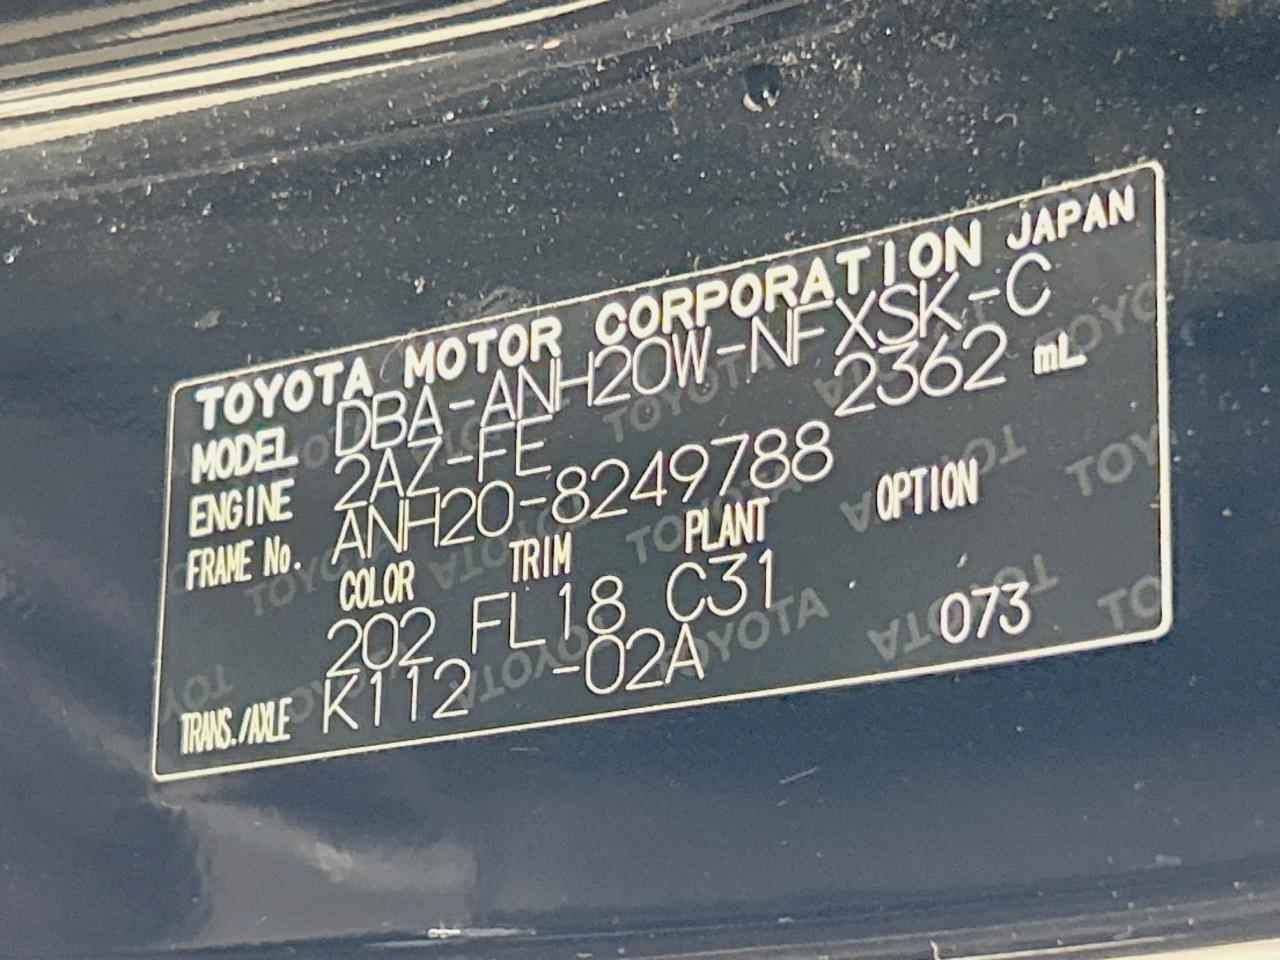 TOYOTA MOTOR CORPORATION JAPAN
MODEL DBA-ANH20W-NFXSK-C
ENGINE 2AZ-FE 2362 mL
FRAME No. ANH20-8249788
COLOR TRIM PLANT OPTION
202 FL18 C31
TRANS./AXLE K112 -02A 073